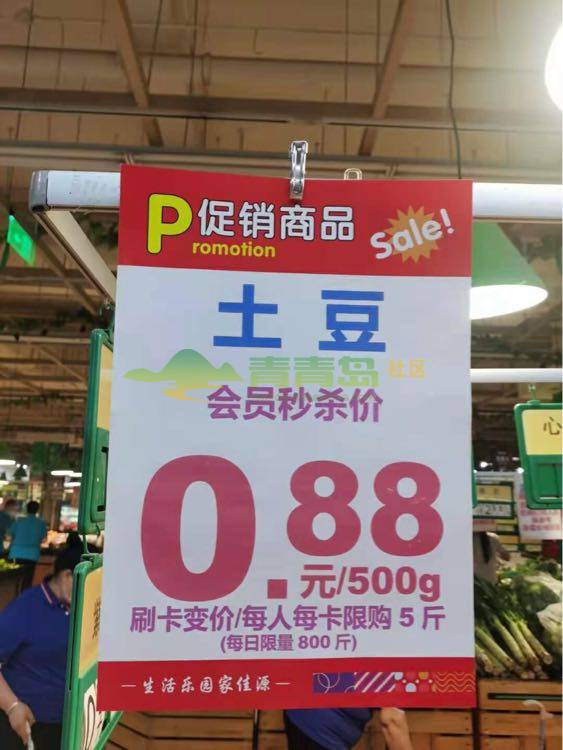 Promotion
促销商品
Sale!
土豆
青青岛社区
会员秒杀价
0.88
元/500g
刷卡变价/每人每卡限购 5 斤
(每日限量 800 斤)
生活乐园家佳源
心